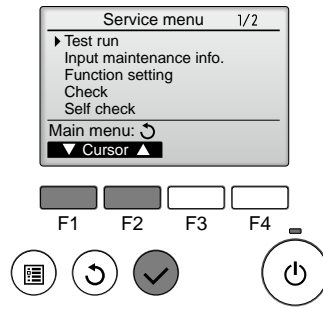 Service menu 1/2
Test run
Input maintenance info.
Function setting
Check
Self check
Main menu:
Cursor
F1 F2 F3 F4